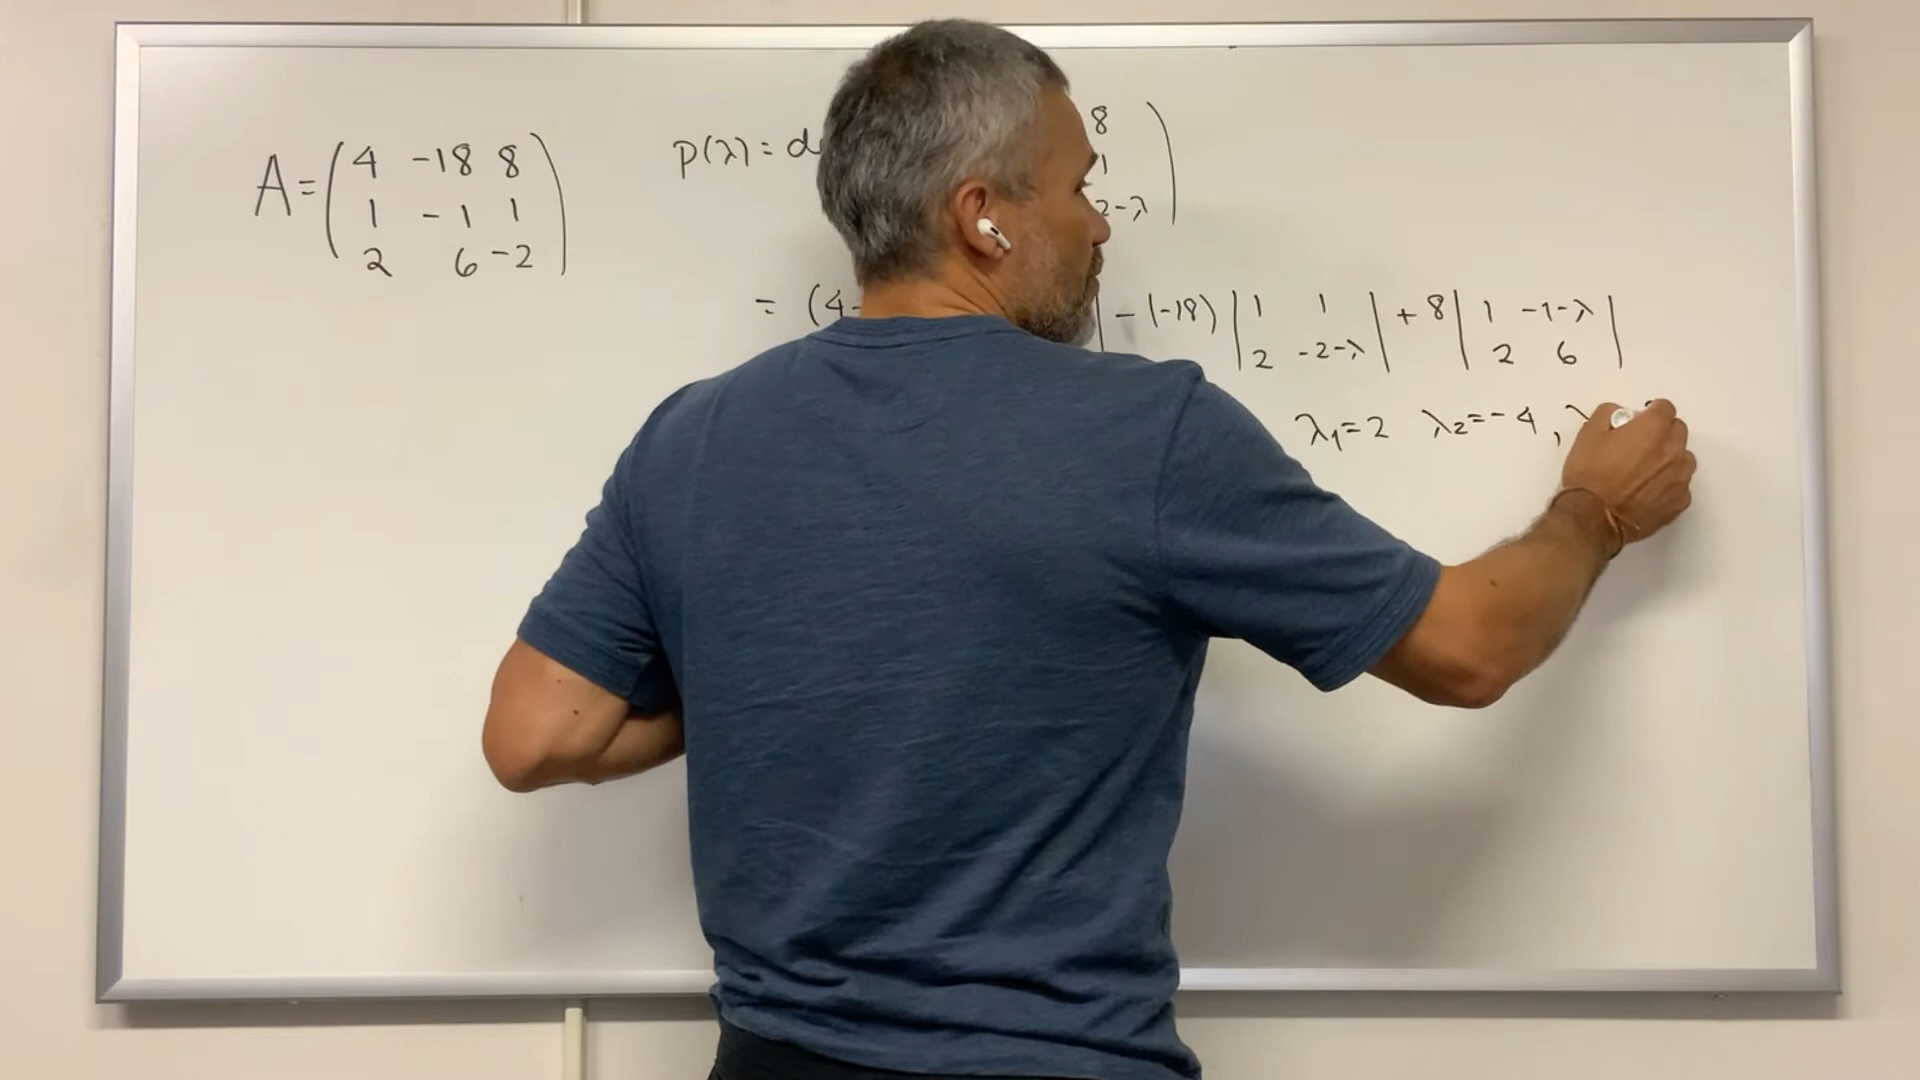 A = ( 4 -18 8
1 -1 1
2 6 -2 )
p(λ) = 8
1
2-λ )
= (4- | - (-18) | 1 1 | + 8 | 1 -1-λ |
2 -2-λ 2 6
λ1=2 λ2=-4 ,